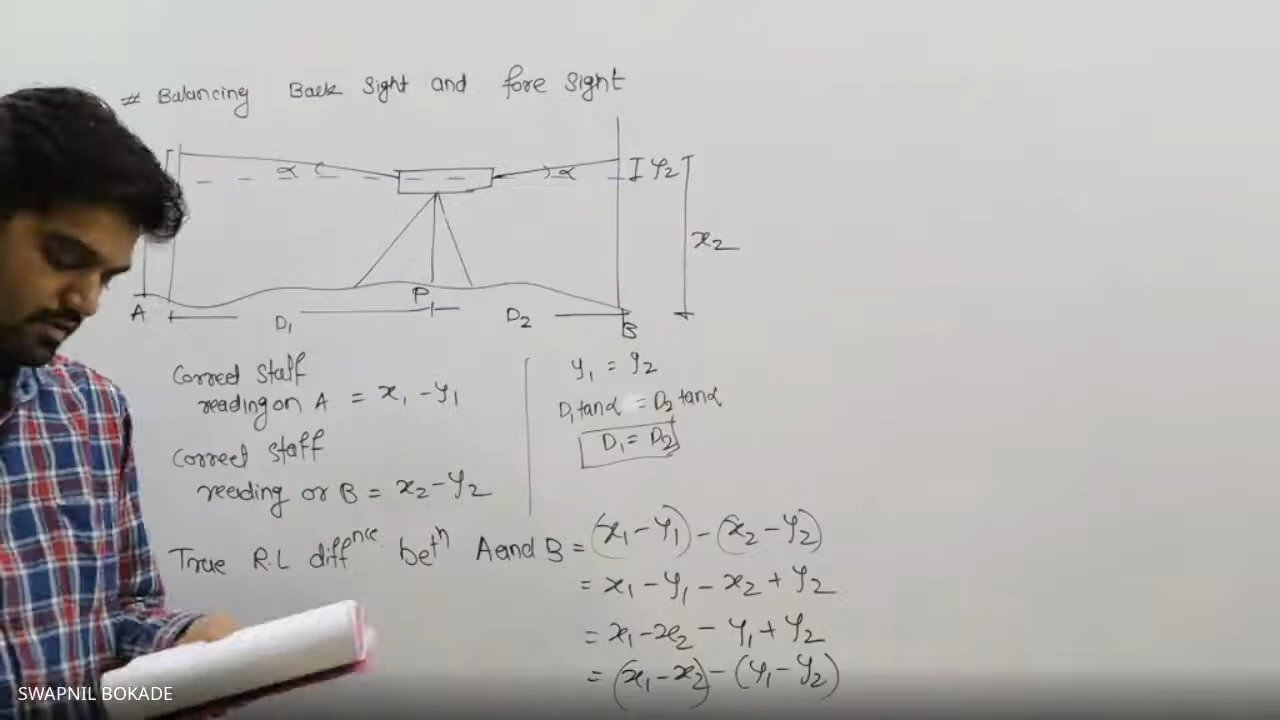 # Balancing Back Sight and fore sight
α α y2
x2
A P B
D1 D2
Correct staff
reading on A = x1 - y1
Correct staff
reading or B = x2 - y2
y1 = y2
D1 tanα = D2 tanα
D1 = D2
True R.L diffnce betn A and B = (x1 - y1) - (x2 - y2)
= x1 - y1 - x2 + y2
= x1 - x2 - y1 + y2
= (x1 - x2) - (y1 - y2)
SWAPNIL BOKADE